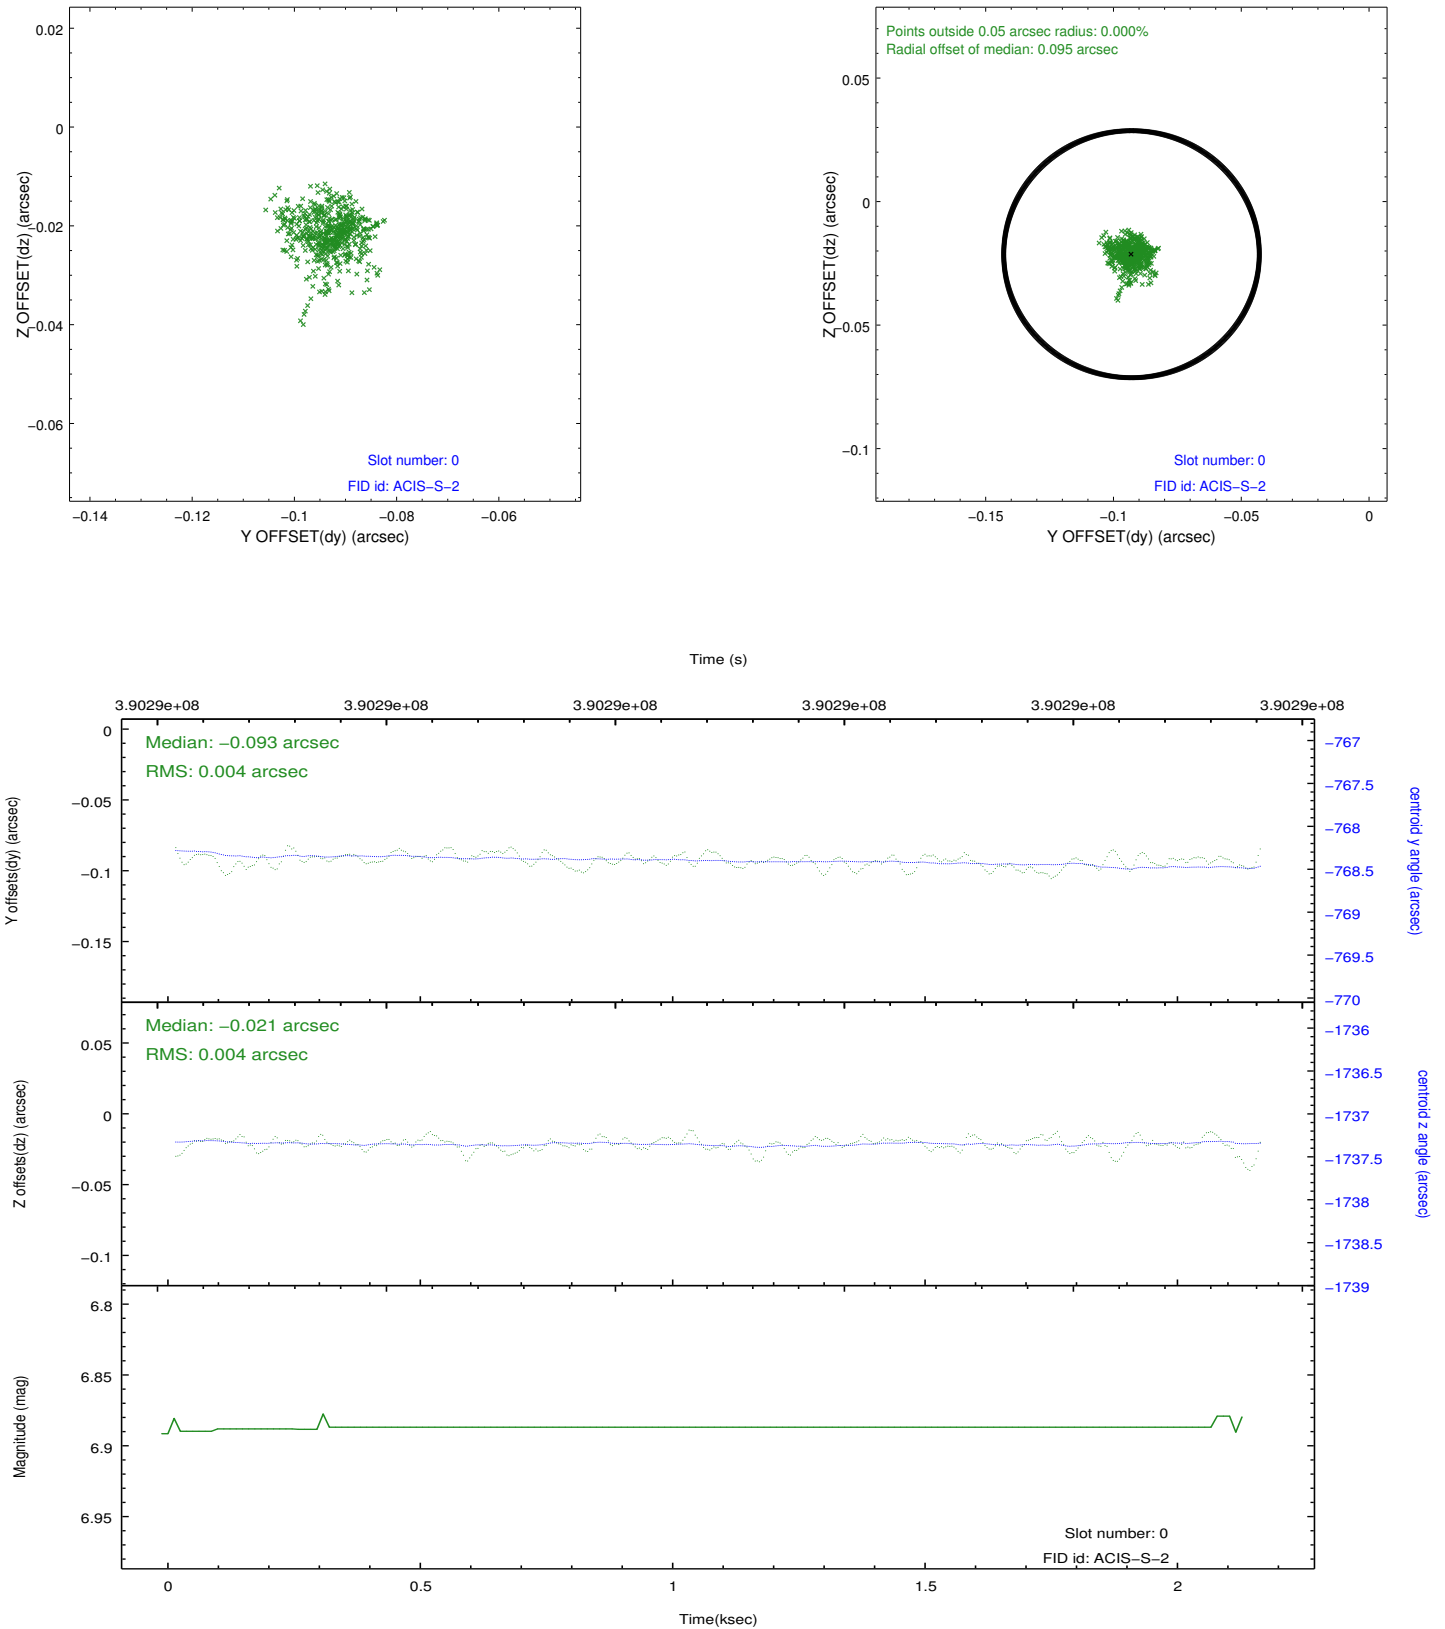 0.02
0
−0.02
−0.04
−0.06
Z OFFSET(dz) (arcsec)
Slot number: 0
FID id: ACIS−S−2
−0.14
−0.12
−0.1
−0.08
−0.06
Y OFFSET(dy) (arcsec)
Points outside 0.05 arcsec radius: 0.000%
Radial offset of median: 0.095 arcsec
0.05
0
−0.05
−0.1
Z OFFSET(dz) (arcsec)
Slot number: 0
FID id: ACIS−S−2
−0.15
−0.1
−0.05
0
Y OFFSET(dy) (arcsec)
Time (s)
3.9029e+08
3.9029e+08
3.9029e+08
3.9029e+08
3.9029e+08
3.9029e+08
Median: −0.093 arcsec
RMS: 0.004 arcsec
0
−0.05
−0.1
−0.15
Y offsets(dy) (arcsec)
−767
−767.5
−768
−768.5
−769
−769.5
−770
centroid y angle (arcsec)
Median: −0.021 arcsec
RMS: 0.004 arcsec
0.05
0
−0.05
−0.1
Z offsets(dz) (arcsec)
−1736
−1736.5
−1737
−1737.5
−1738
−1738.5
−1739
centroid z angle (arcsec)
6.8
6.85
6.9
6.95
Magnitude (mag)
Slot number: 0
FID id: ACIS−S−2
0
0.5
1
1.5
2
Time(ksec)